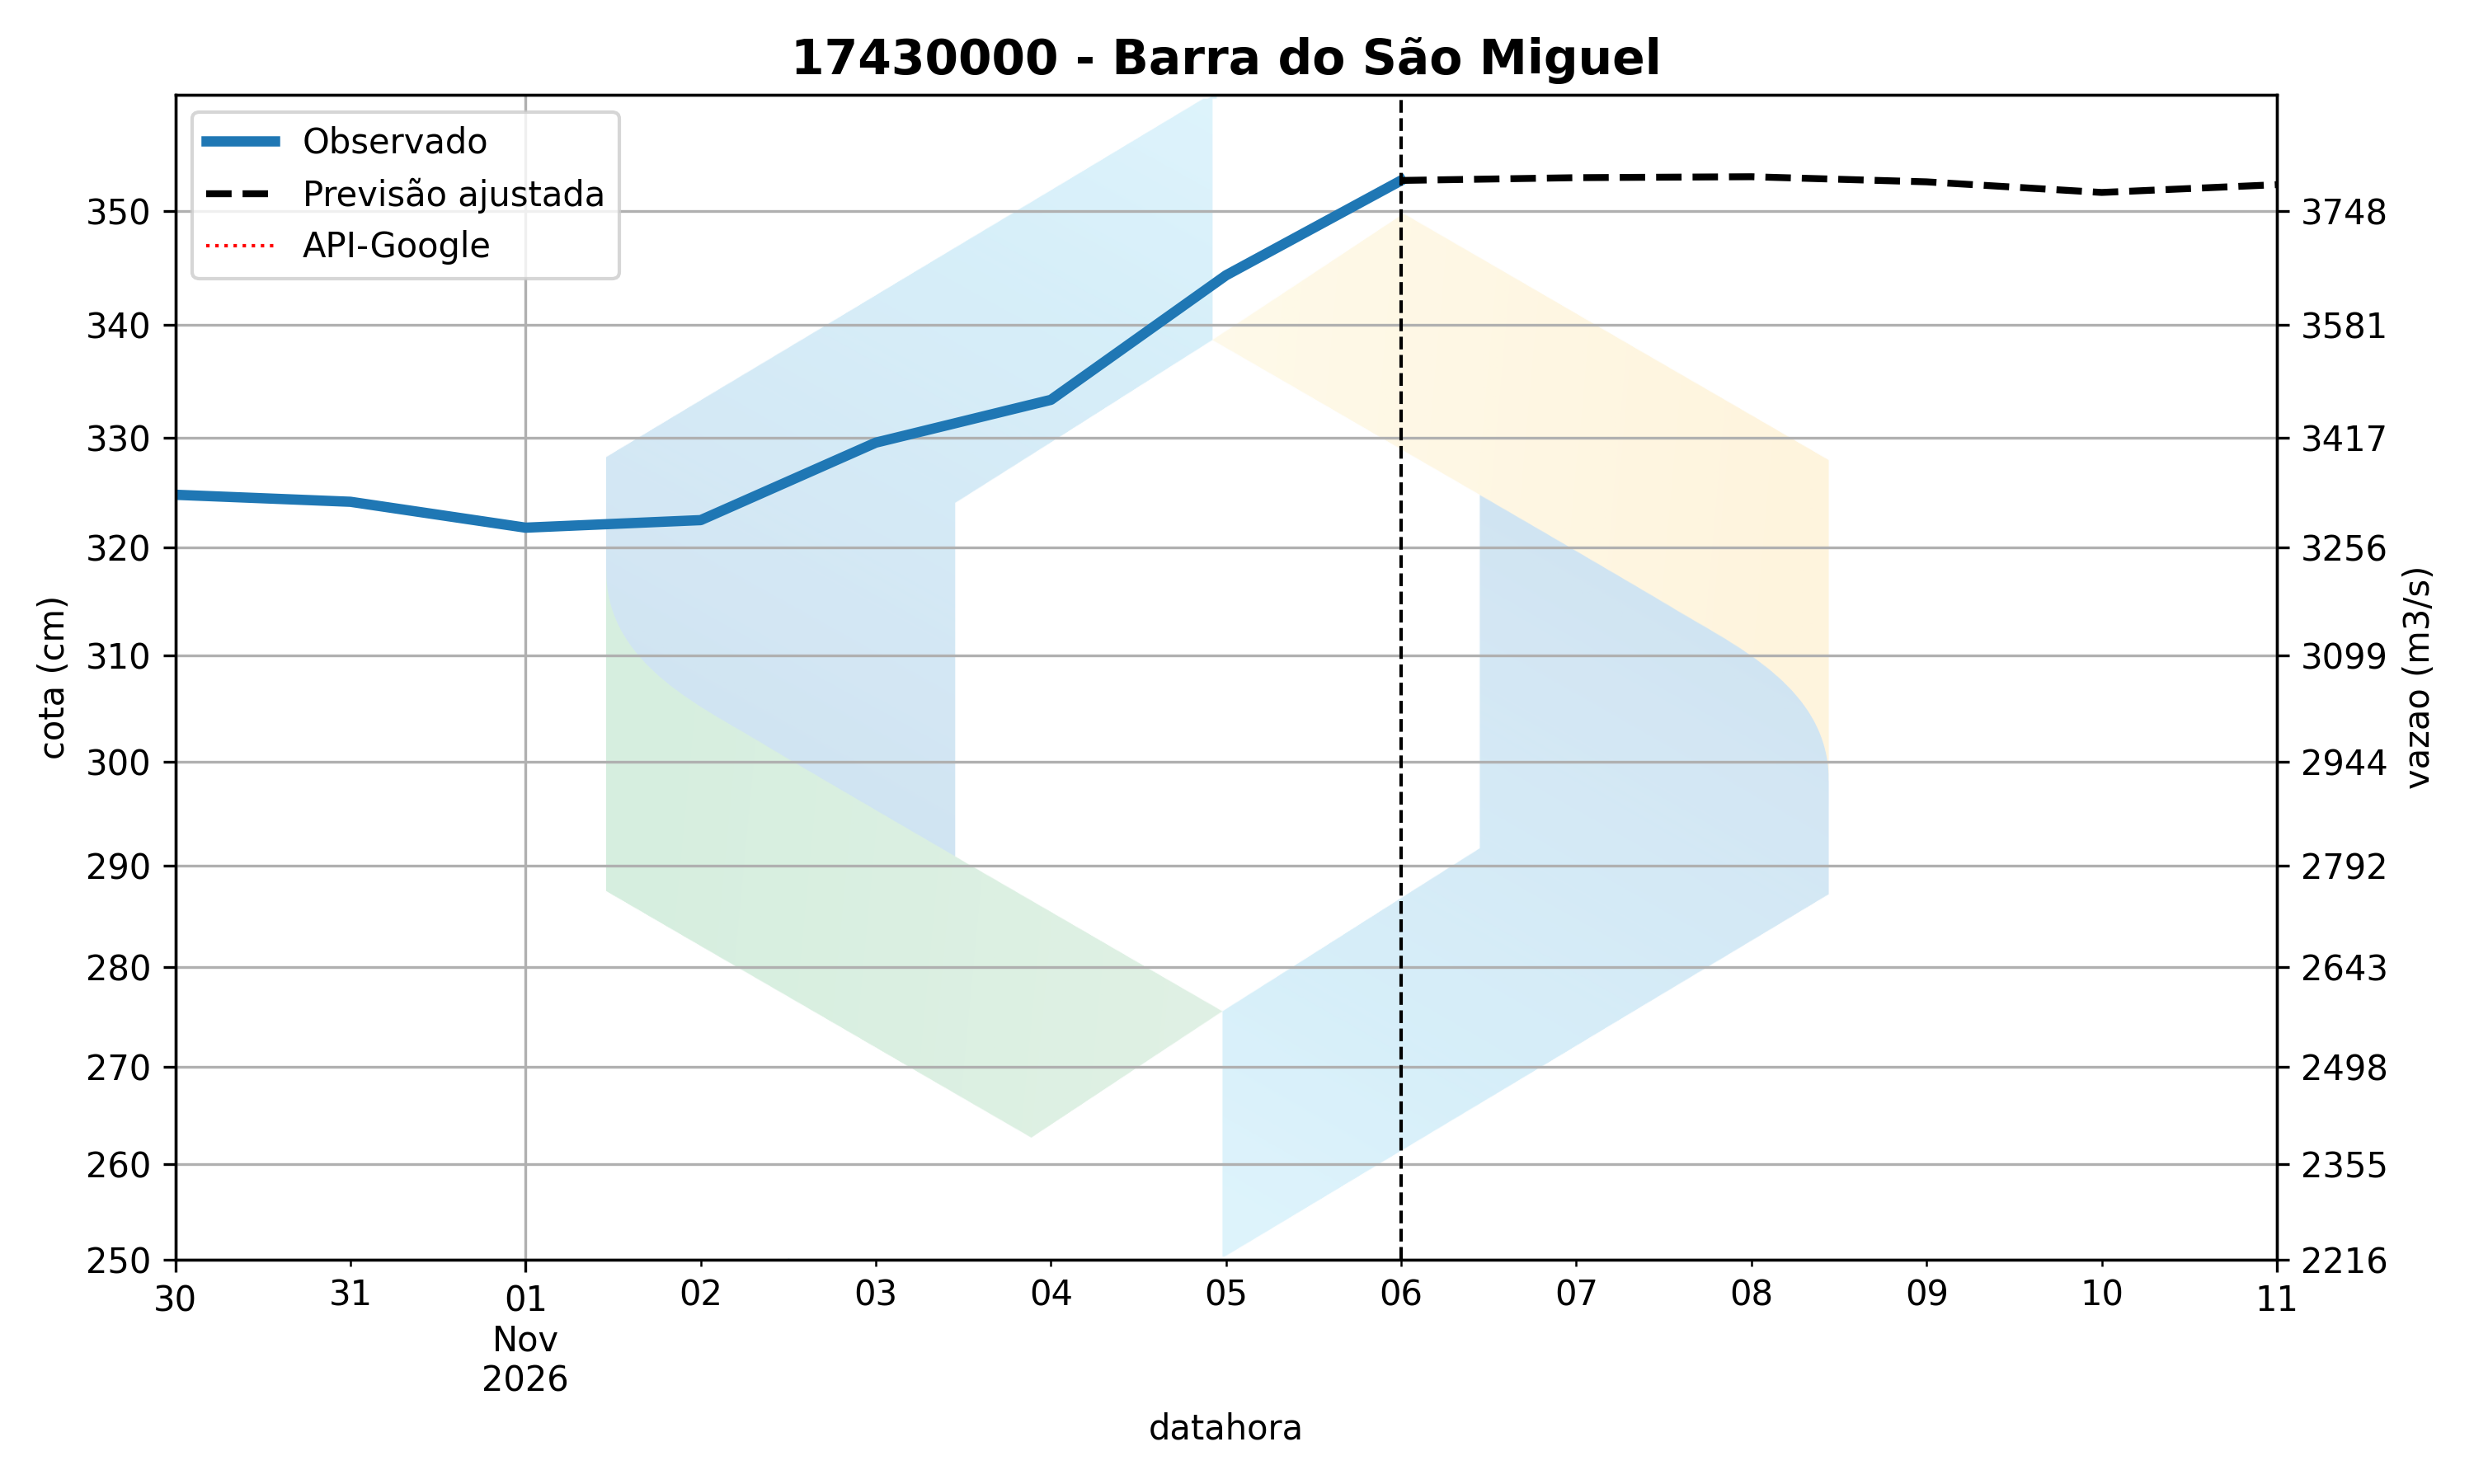 17430000 - Barra do São Miguel
Observado
Previsão ajustada
API-Google
350
340
330
320
310
300
290
280
270
260
250
cota (cm)
3748
3581
3417
3256
3099
2944
2792
2643
2498
2355
2216
vazao (m3/s)
30 31 01 02 03 04 05 06 07 08 09 10 11
Nov
2026
datahora